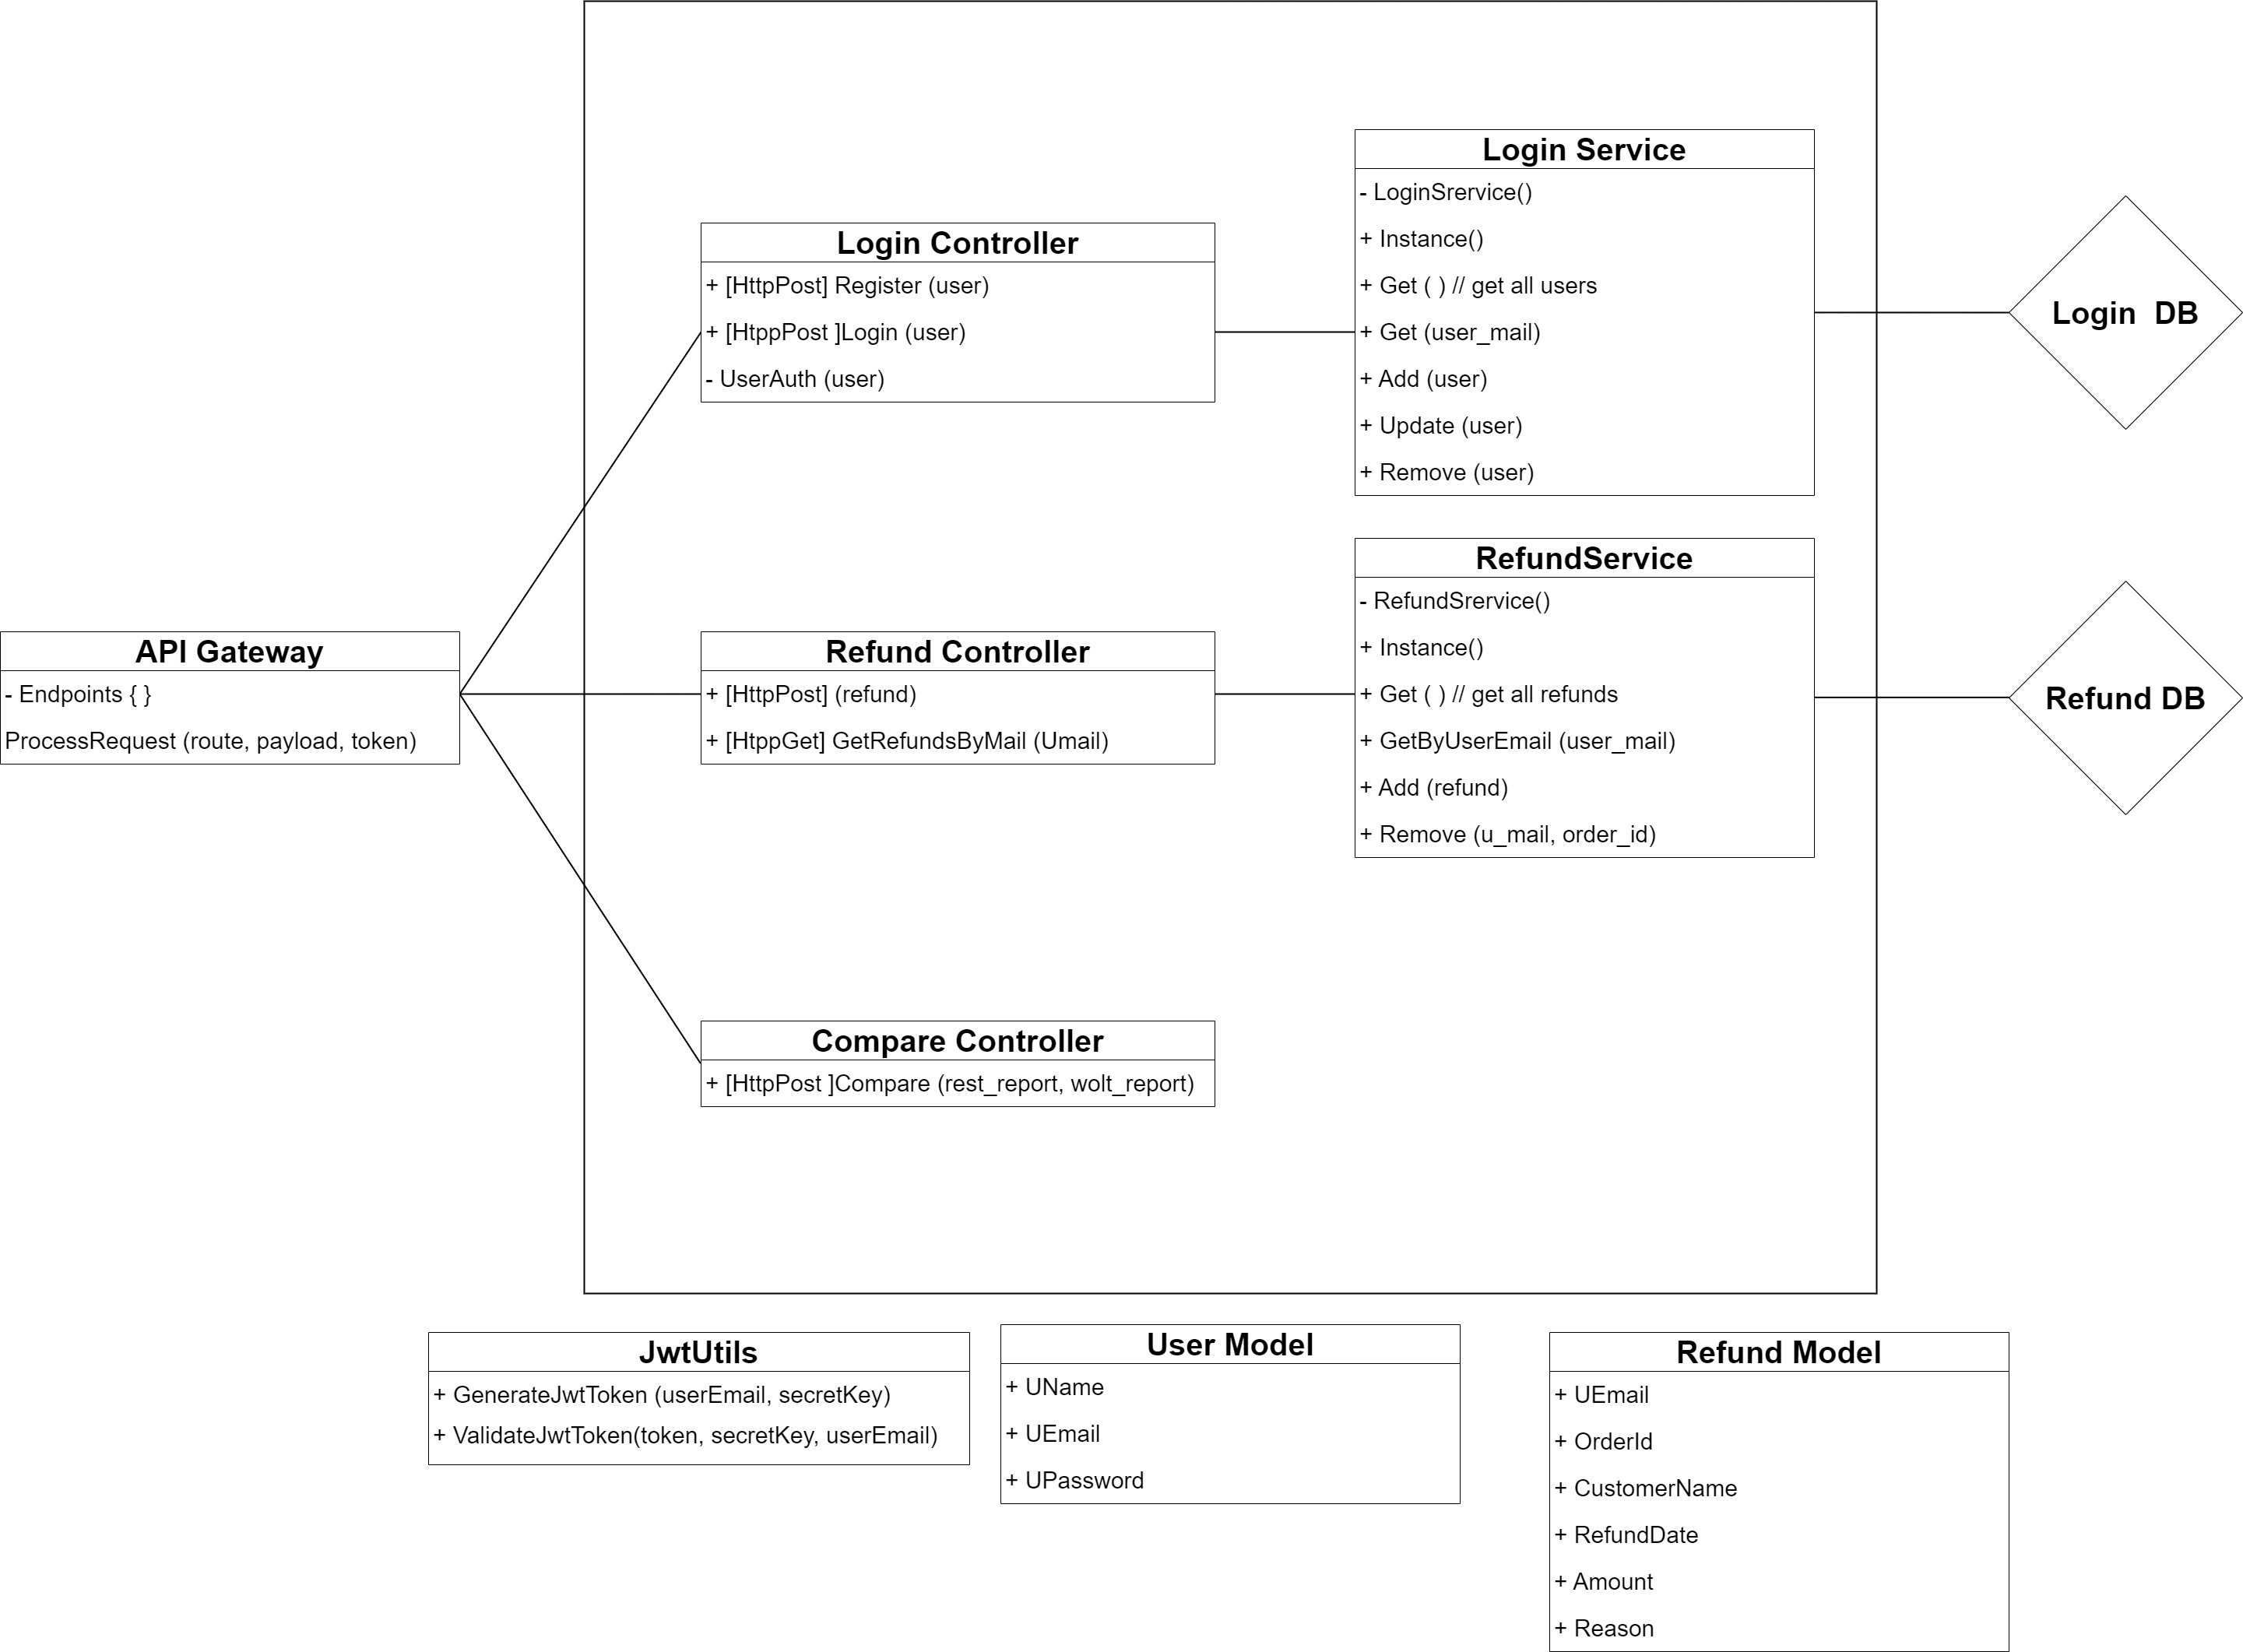 Login Service
- LoginSrervice()
+ Instance()
+ Get ( ) // get all users
+ Get (user_mail)
+ Add (user)
+ Update (user)
+ Remove (user)
Login Controller
+ [HttpPost] Register (user)
+ [HtppPost ]Login (user)
- UserAuth (user)
Login  DB
RefundService
- RefundSrervice()
+ Instance()
+ Get ( ) // get all refunds
+ GetByUserEmail (user_mail)
+ Add (refund)
+ Remove (u_mail, order_id)
API Gateway
- Endpoints { }
ProcessRequest (route, payload, token)
Refund Controller
+ [HttpPost] (refund)
+ [HtppGet] GetRefundsByMail (Umail)
Refund DB
Compare Controller
+ [HttpPost ]Compare (rest_report, wolt_report)
JwtUtils
+ GenerateJwtToken (userEmail, secretKey)
+ ValidateJwtToken(token, secretKey, userEmail)
User Model
+ UName
+ UEmail
+ UPassword
Refund Model
+ UEmail
+ OrderId
+ CustomerName
+ RefundDate
+ Amount
+ Reason